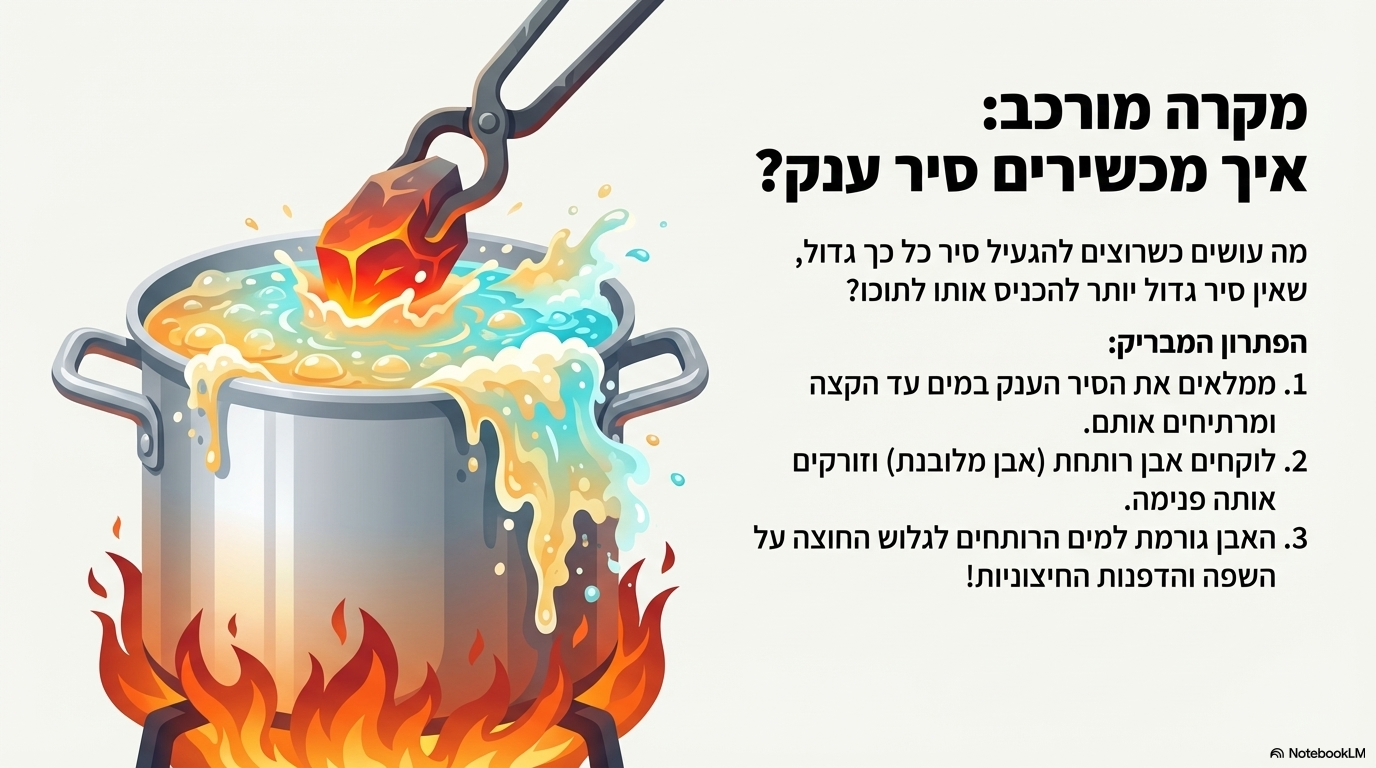 מקרה מורכב:
איך מכשירים סיר ענק?
מה עושים כשרוצים להגעיל סיר כל כך גדול,
שאין סיר גדול יותר להכניס אותו לתוכו?
הפתרון המבריק:
1. ממלאים את הסיר הענק במים עד הקצה
ומרתיחים אותם.
2. לוקחים אבן רותחת (אבן מלובנת) וזורקים
אותה פנימה.
3. האבן גורמת למים הרותחים לגלוש החוצה על
השפה והדפנות החיצוניות!
NotebookLM